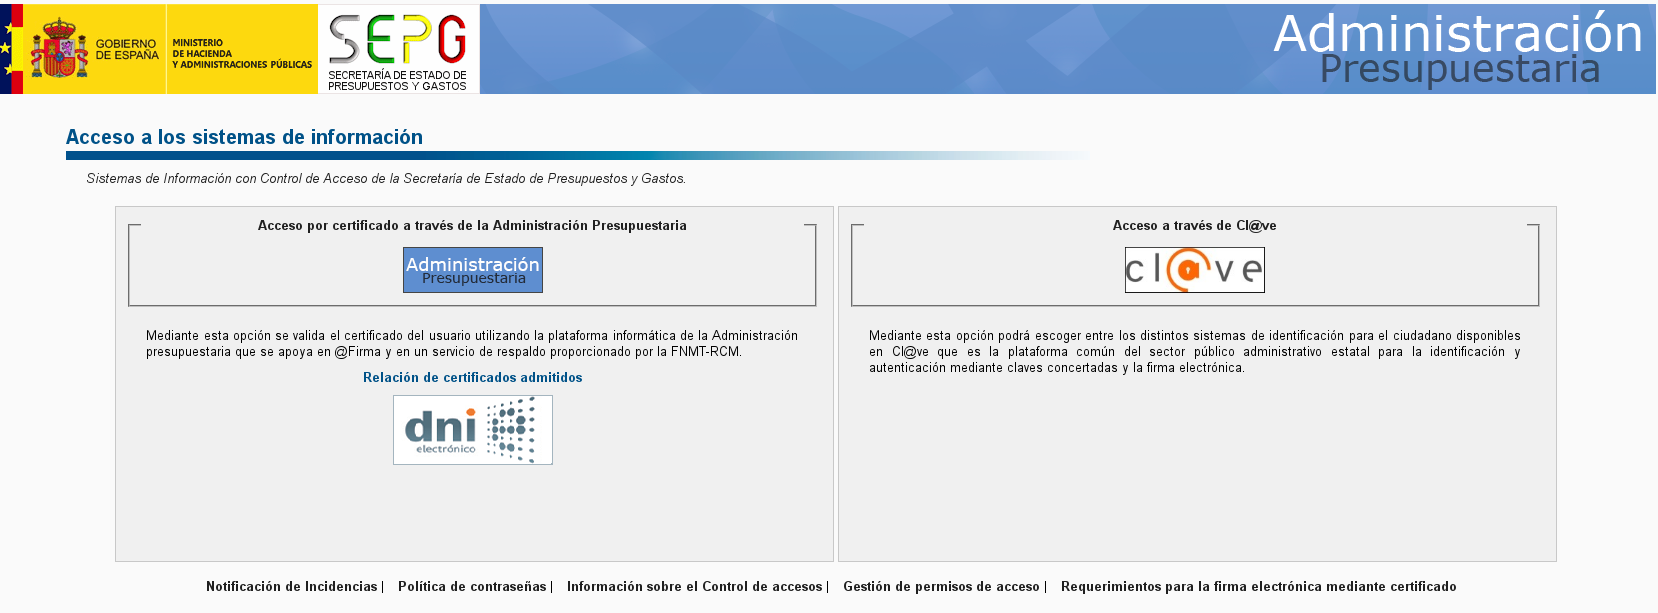 GOBIERNO
DE ESPAÑA
MINISTERIO
DE HACIENDA
Y ADMINISTRACIONES PÚBLICAS
SEPG
SECRETARÍA DE ESTADO DE
PRESUPUESTOS Y GASTOS
Administración
Presupuestaria
Acceso a los sistemas de información
Sistemas de Información con Control de Acceso de la Secretaría de Estado de Presupuestos y Gastos.
Acceso por certificado a través de la Administración Presupuestaria
Administración
Presupuestaria
Mediante esta opción se valida el certificado del usuario utilizando la plataforma informática de la Administración
presupuestaria que se apoya en @Firma y en un servicio de respaldo proporcionado por la FNMT-RCM.
Relación de certificados admitidos
dni
electrónico
Acceso a través de Cl@ve
cl@ve
Mediante esta opción podrá escoger entre los distintos sistemas de identificación para el ciudadano disponibles
en Cl@ve que es la plataforma común del sector público administrativo estatal para la identificación y
autenticación mediante claves concertadas y la firma electrónica.
Notificación de Incidencias | Política de contraseñas | Información sobre el Control de accesos | Gestión de permisos de acceso | Requerimientos para la firma electrónica mediante certificado